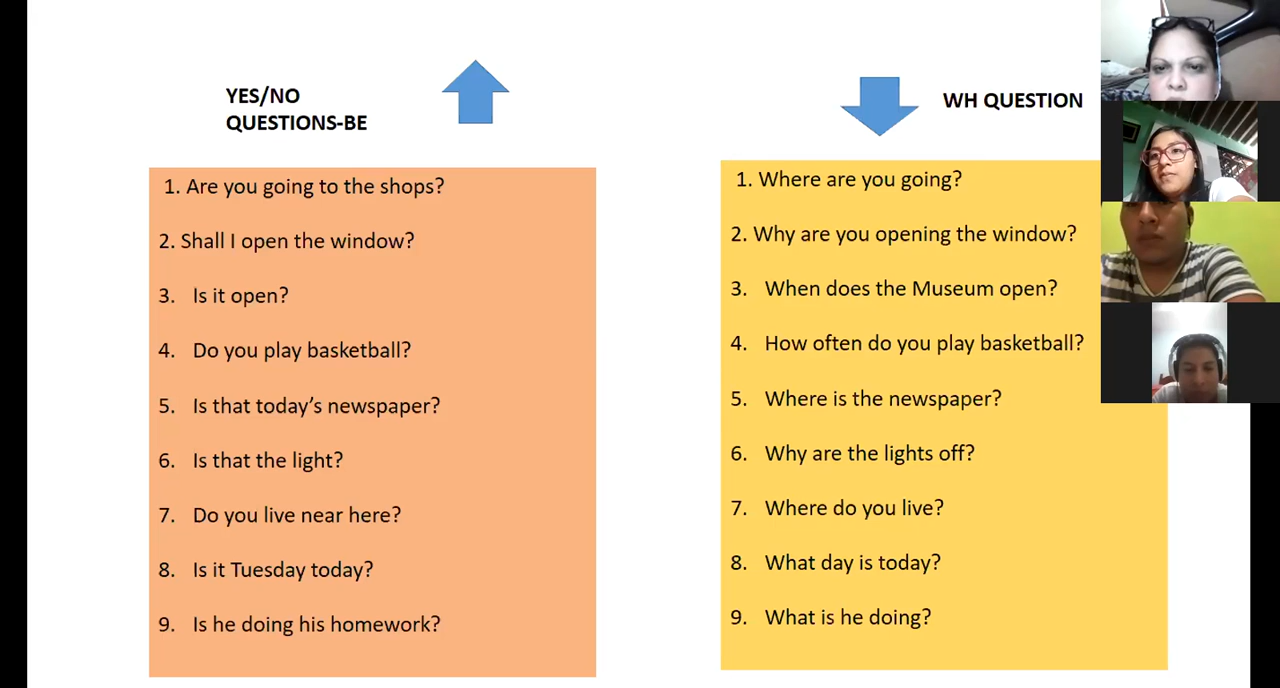 YES/NO
QUESTIONS-BE
1. Are you going to the shops?
2. Shall I open the window?
3. Is it open?
4. Do you play basketball?
5. Is that today’s newspaper?
6. Is that the light?
7. Do you live near here?
8. Is it Tuesday today?
9. Is he doing his homework?
WH QUESTION
1. Where are you going?
2. Why are you opening the window?
3. When does the Museum open?
4. How often do you play basketball?
5. Where is the newspaper?
6. Why are the lights off?
7. Where do you live?
8. What day is today?
9. What is he doing?